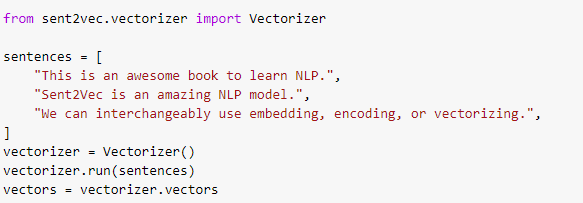 from sent2vec.vectorizer import Vectorizer
sentences = [
"This is an awesome book to learn NLP.",
"Sent2Vec is an amazing NLP model.",
"We can interchangeably use embedding, encoding, or vectorizing.",
]
vectorizer = Vectorizer()
vectorizer.run(sentences)
vectors = vectorizer.vectors